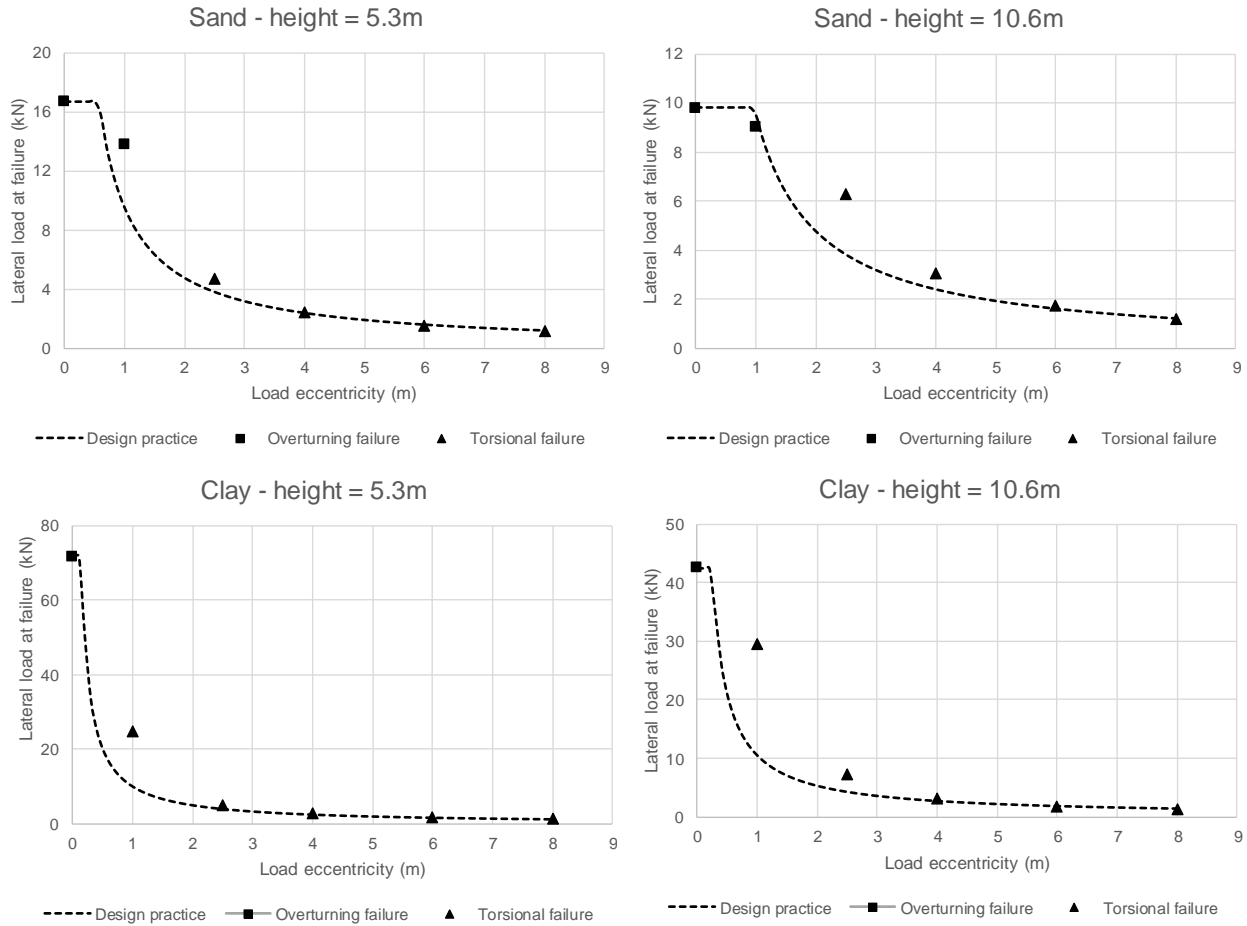 Sand - height = 5.3m
Lateral load at failure (kN)
20
16
12
8
4
0
0 1 2 3 4 5 6 7 8 9
Load eccentricity (m)
Design practice Overturning failure Torsional failure
Sand - height = 10.6m
Lateral load at failure (kN)
12
10
8
6
4
2
0
0 1 2 3 4 5 6 7 8 9
Load eccentricity (m)
Design practice Overturning failure Torsional failure
Clay - height = 5.3m
Lateral load at failure (kN)
80
60
40
20
0
0 1 2 3 4 5 6 7 8 9
Load eccentricity (m)
Design practice Overturning failure Torsional failure
Clay - height = 10.6m
Lateral load at failure (kN)
50
40
30
20
10
0
0 1 2 3 4 5 6 7 8 9
Load eccentricity (m)
Design practice Overturning failure Torsional failure